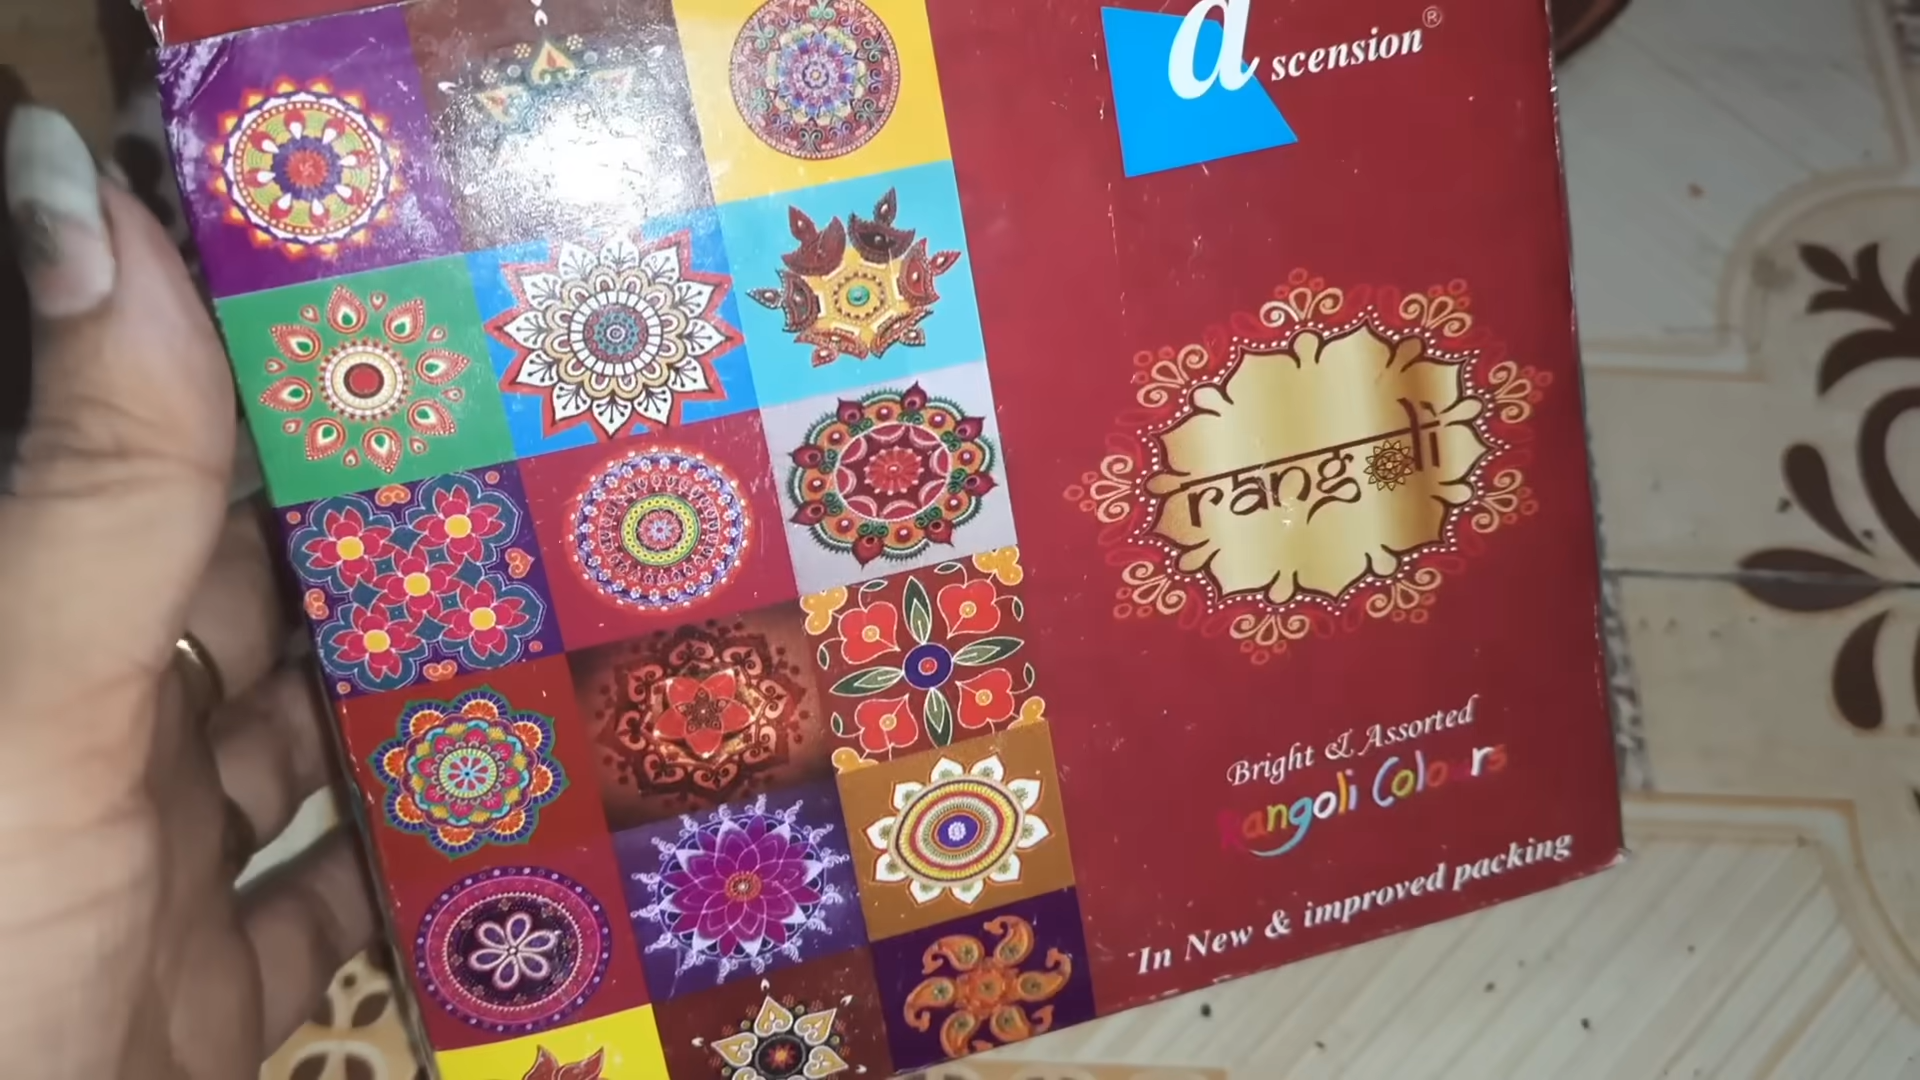 ascension®
rangoli
Bright & Assorted
Rangoli Colours
In New & improved packing